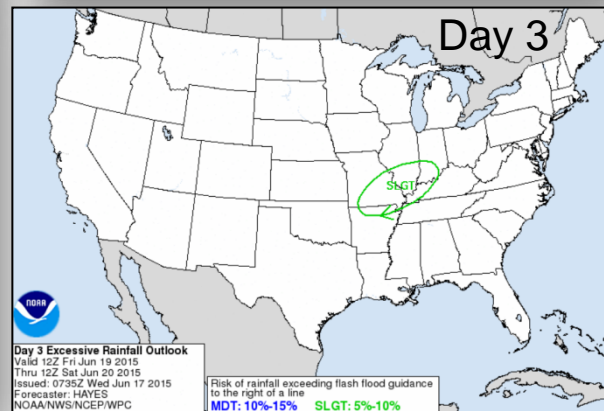 Day 3
SLGT
NOAA
Day 3 Excessive Rainfall Outlook
Valid 12Z Fri Jun 19 2015
Thru 12Z Sat Jun 20 2015
Issued: 0735Z Wed Jun 17 2015
Forecaster: HAYES
NOAA/NWS/NCEP/WPC
Risk of rainfall exceeding flash flood guidance
to the right of a line
MDT: 10%-15% SLGT: 5%-10%